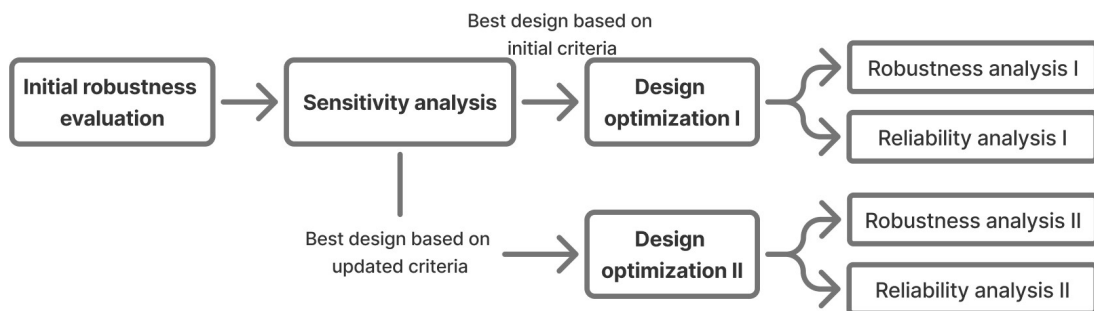 Best design based on
initial criteria
Initial robustness
evaluation
Sensitivity analysis
Design
optimization I
Robustness analysis I
Reliability analysis I
Best design based on
updated criteria
Design
optimization II
Robustness analysis II
Reliability analysis II